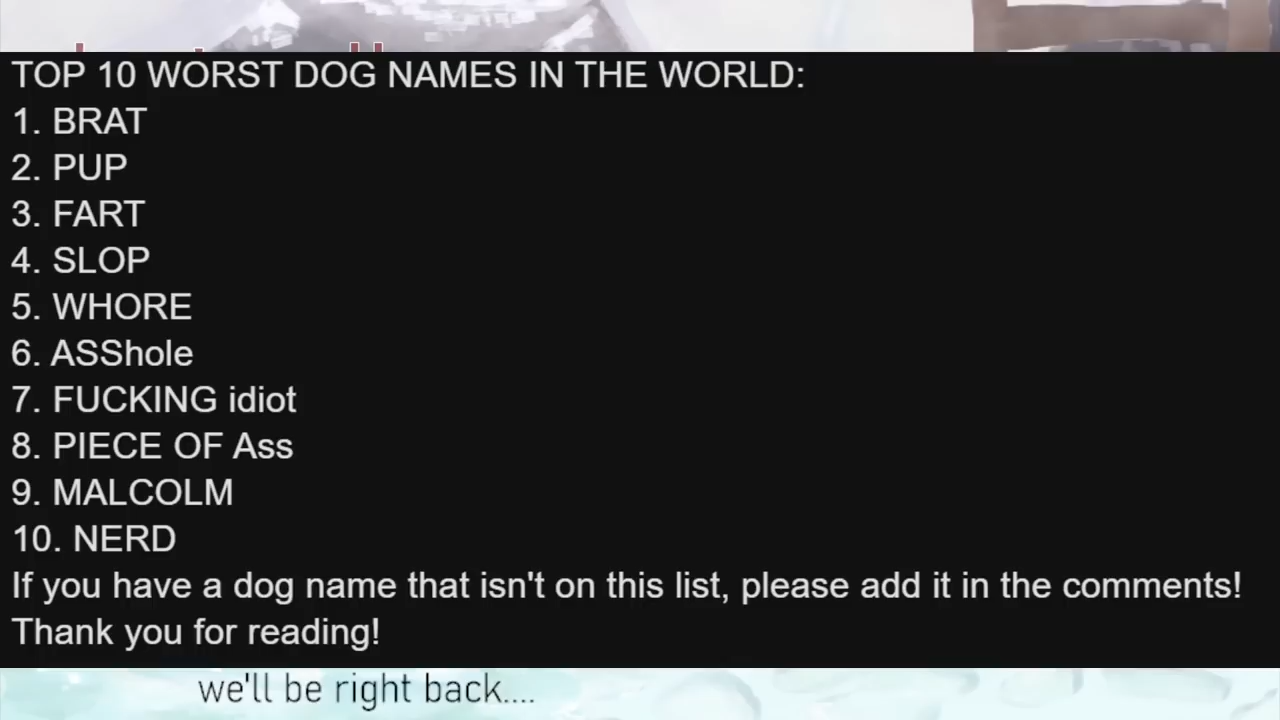 TOP 10 WORST DOG NAMES IN THE WORLD:
1. BRAT
2. PUP
3. FART
4. SLOP
5. WHORE
6. ASShole
7. FUCKING idiot
8. PIECE OF Ass
9. MALCOLM
10. NERD
If you have a dog name that isn't on this list, please add it in the comments!
Thank you for reading!
we'll be right back....